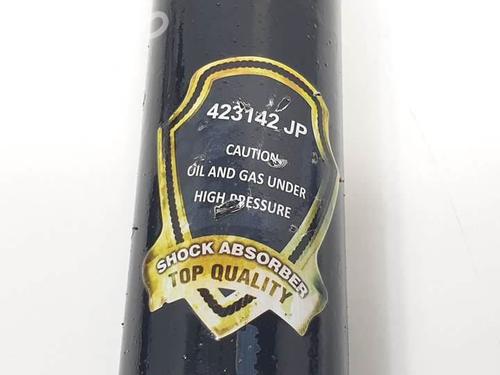 423142 JP
CAUTION
OIL AND GAS UNDER
HIGH PRESSURE
SHOCK ABSORBER
TOP QUALITY